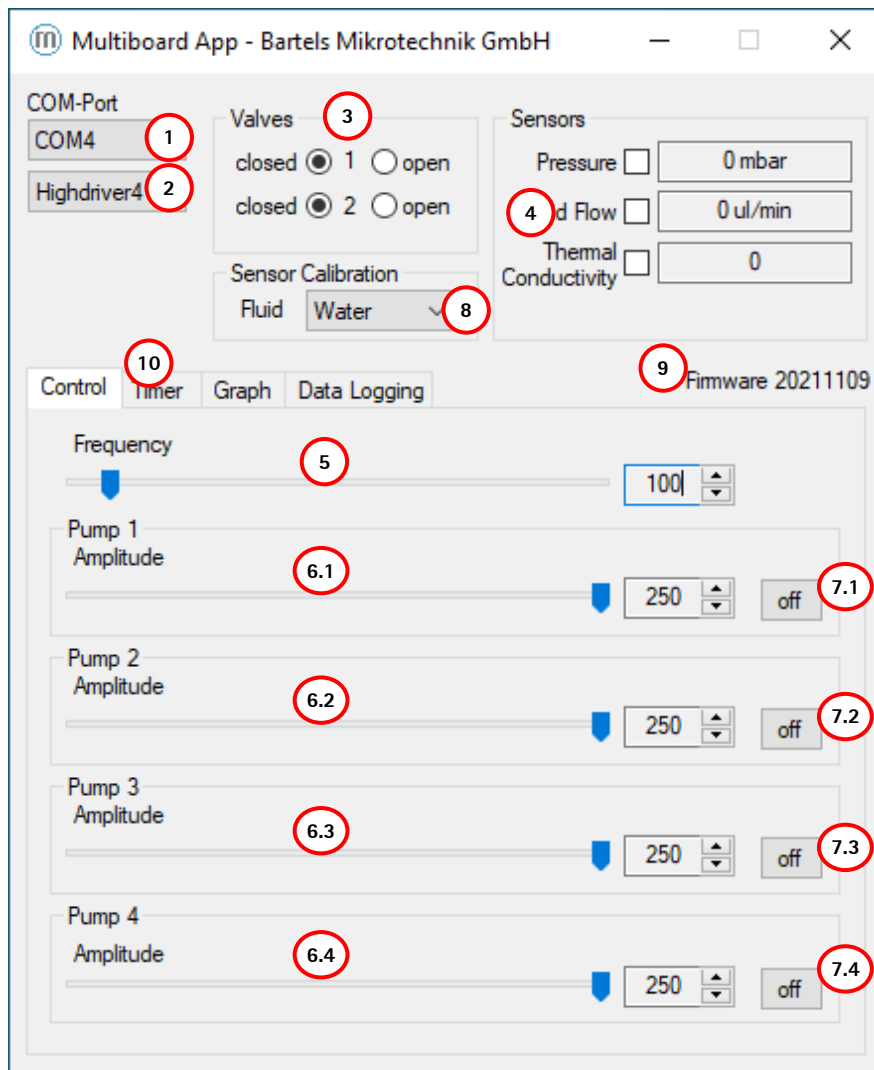 Multiboard App - Bartels Mikrotechnik GmbH
COM-Port
COM4
1
Highdriver4
2
Valves
3
closed 1 open
closed 2 open
Sensor Calibration
Fluid Water
8
Sensors
Pressure 0 mbar
4
d Flow 0 ul/min
Thermal
Conductivity 0
9
Firmware 20211109
10
Control Timer Graph Data Logging
Frequency
5
100
Pump 1
Amplitude
6.1
250 off
7.1
Pump 2
Amplitude
6.2
250 off
7.2
Pump 3
Amplitude
6.3
250 off
7.3
Pump 4
Amplitude
6.4
250 off
7.4